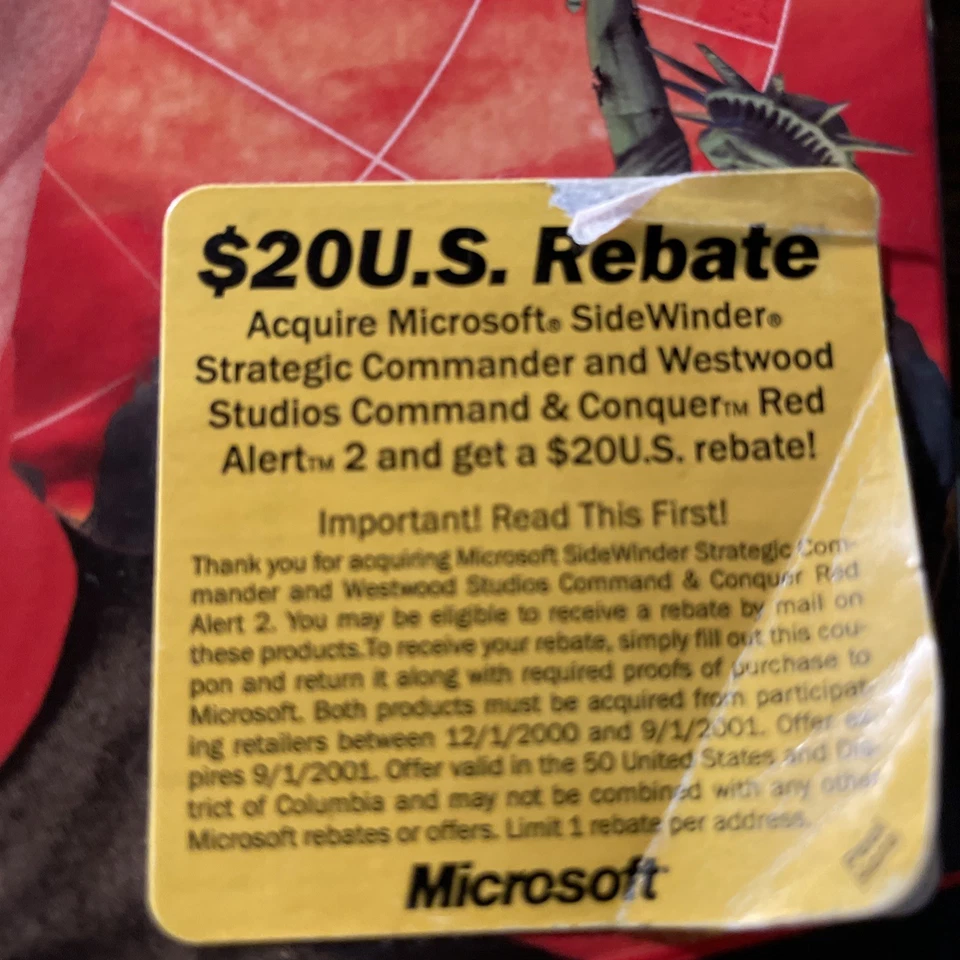 $20U.S. Rebate
Acquire Microsoft® SideWinder®
Strategic Commander and Westwood
Studios Command & Conquer™ Red
Alert™ 2 and get a $20U.S. rebate!
Important! Read This First!
Thank you for acquiring Microsoft SideWinder Strategic Com-
mander and Westwood Studios Command & Conquer Red
Alert 2. You may be eligible to receive a rebate by mail on
these products.To receive your rebate, simply fill out this cou-
pon and return it along with required proofs of purchase to
Microsoft. Both products must be acquired from participat-
ing retailers between 12/1/2000 and 9/1/2001. Offer ex-
pires 9/1/2001. Offer valid in the 50 United States and Dis-
trict of Columbia and may not be combined with any other
Microsoft rebates or offers. Limit 1 rebate per address.
Microsoft